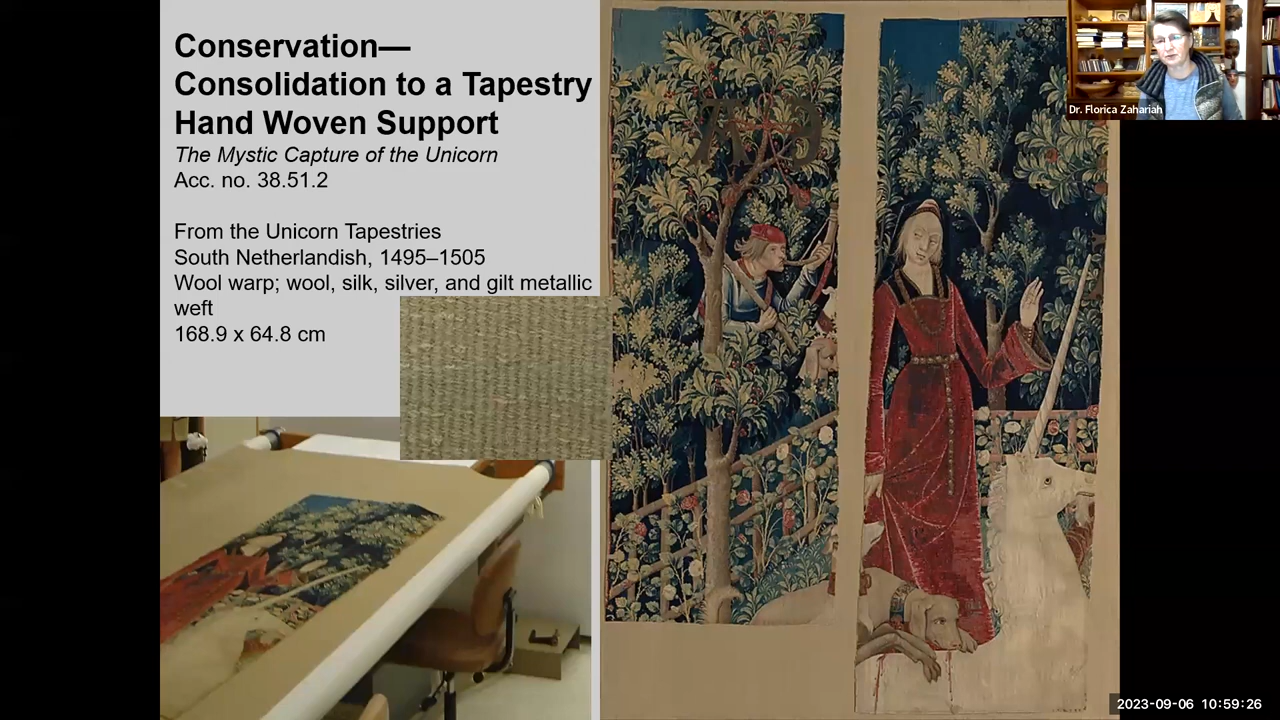 Conservation—
Consolidation to a Tapestry
Hand Woven Support
The Mystic Capture of the Unicorn
Acc. no. 38.51.2
From the Unicorn Tapestries
South Netherlandish, 1495–1505
Wool warp; wool, silk, silver, and gilt metallic
weft
168.9 x 64.8 cm
Dr. Florica Zahariah
2023-09-06 10:59:26